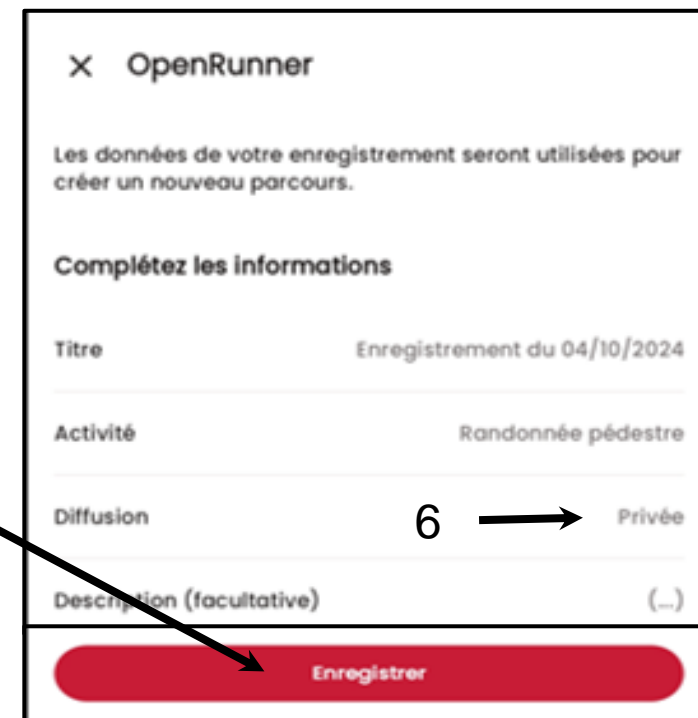 × OpenRunner
Les données de votre enregistrement seront utilisées pour
créer un nouveau parcours.
Complétez les informations
Titre Enregistrement du 04/10/2024
Activité Randonnée pédestre
Diffusion 6 Privée
Description (facultative) (...)
Enregistrer